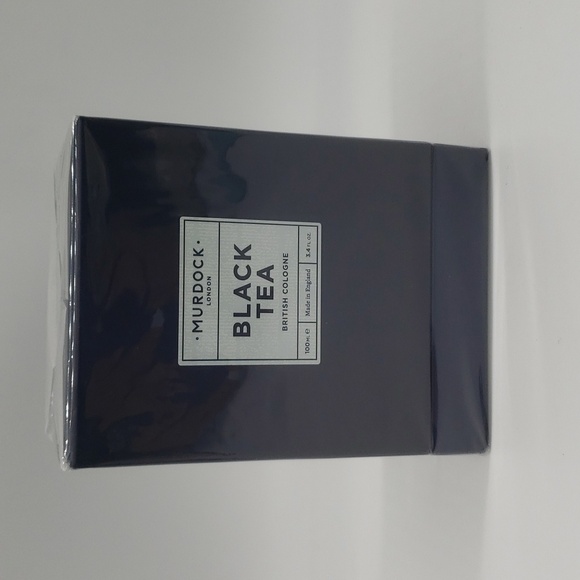 · MURDOCK ·
LONDON
BLACK
TEA
BRITISH COLOGNE
100ml ℮ Made in England 3.4 fl. oz.